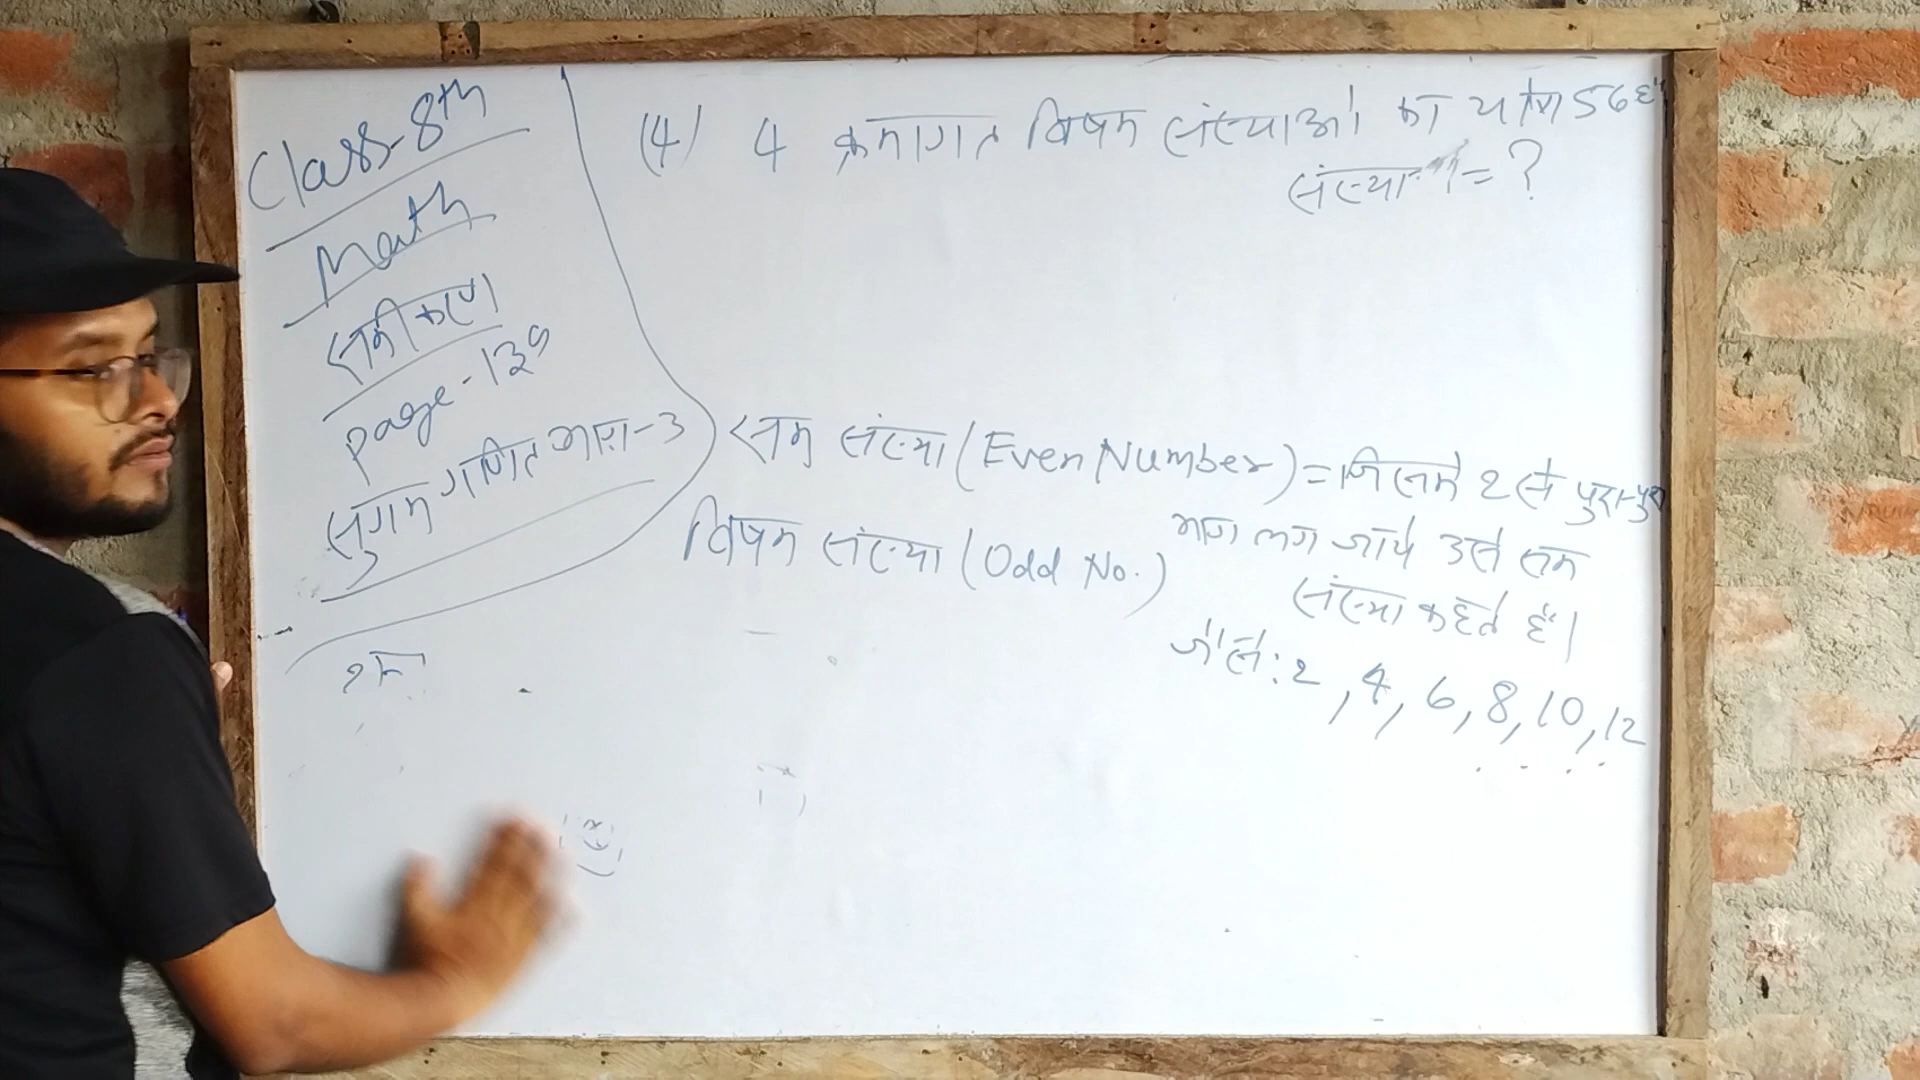 Class-8th
Math
समीकरण
page-139
सुगम गणित भाग-3
(4) 4 क्रमागत विषम संख्याओं का योग 56 है
संख्याएँ = ?
सम संख्या (Even Number) = जिसमे 2 से पुरा-पुरा
भाग लग जाये उसे सम
संख्या कहते है।
जैसे: 2, 4, 6, 8, 10, 12
....
विषम संख्या (Odd No.)